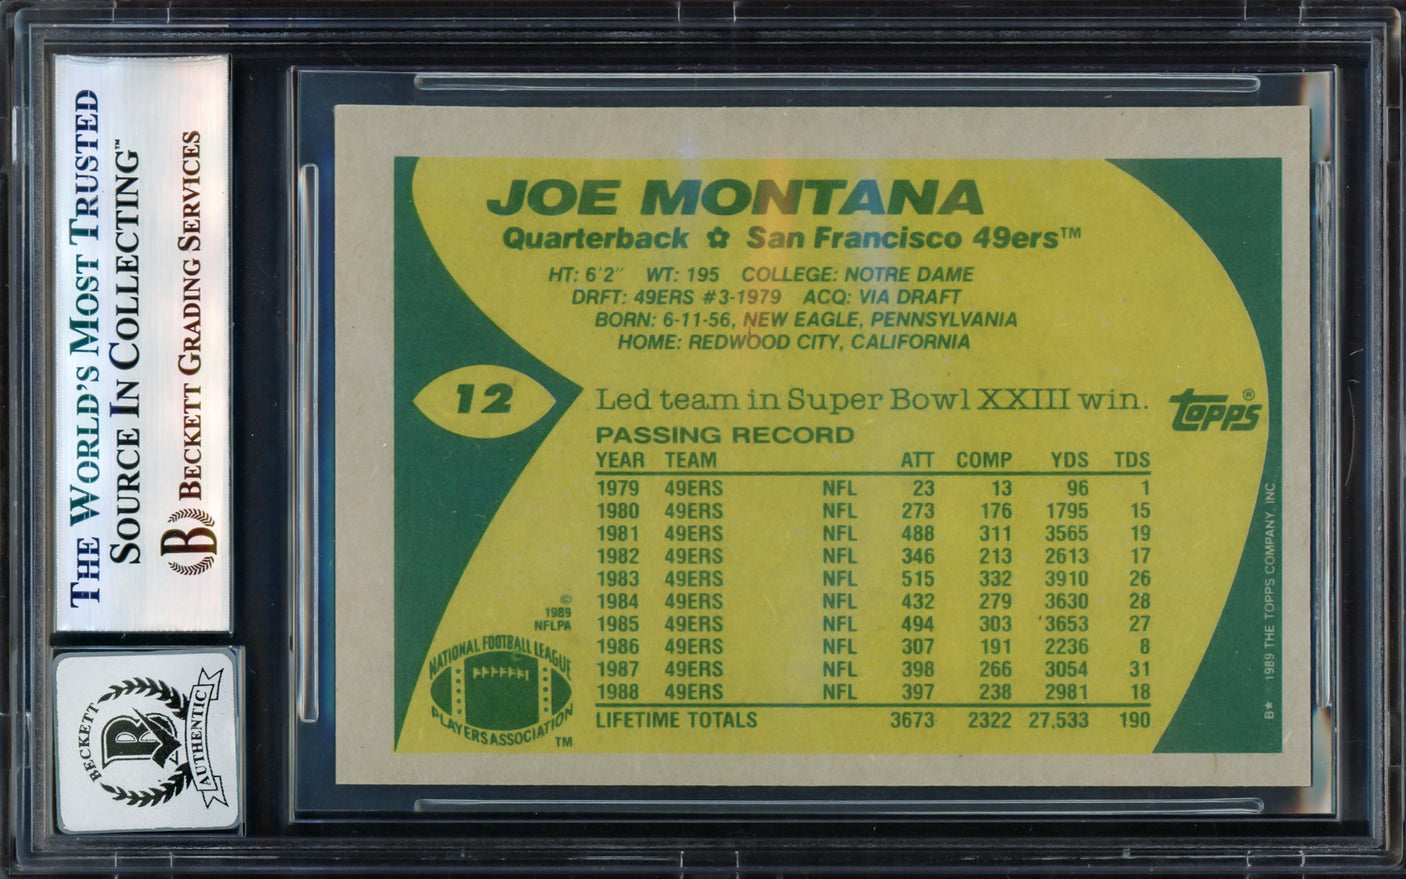 THE WORLD'S MOST TRUSTED
SOURCE IN COLLECTING™
B BECKETT GRADING SERVICES
BECKETT
B
AUTHENTIC
JOE MONTANA
Quarterback San Francisco 49ers™
HT: 6'2" WT: 195 COLLEGE: NOTRE DAME
DRFT: 49ERS #3-1979 ACQ: VIA DRAFT
BORN: 6-11-56, NEW EAGLE, PENNSYLVANIA
HOME: REDWOOD CITY, CALIFORNIA
12
Led team in Super Bowl XXIII win.
TOPPS®
PASSING RECORD
YEAR TEAM ATT COMP YDS TDS
1979 49ERS NFL 23 13 96 1
1980 49ERS NFL 273 176 1795 15
1981 49ERS NFL 488 311 3565 19
1982 49ERS NFL 346 213 2613 17
1983 49ERS NFL 515 332 3910 26
1984 49ERS NFL 432 279 3630 28
1985 49ERS NFL 494 303 3653 27
1986 49ERS NFL 307 191 2236 8
1987 49ERS NFL 398 266 3054 31
1988 49ERS NFL 397 238 2981 18
LIFETIME TOTALS 3673 2322 27,533 190
©
1989
NFLPA
NATIONAL FOOTBALL LEAGUE
PLAYERS ASSOCIATION
TM
B* © 1989 THE TOPPS COMPANY, INC.